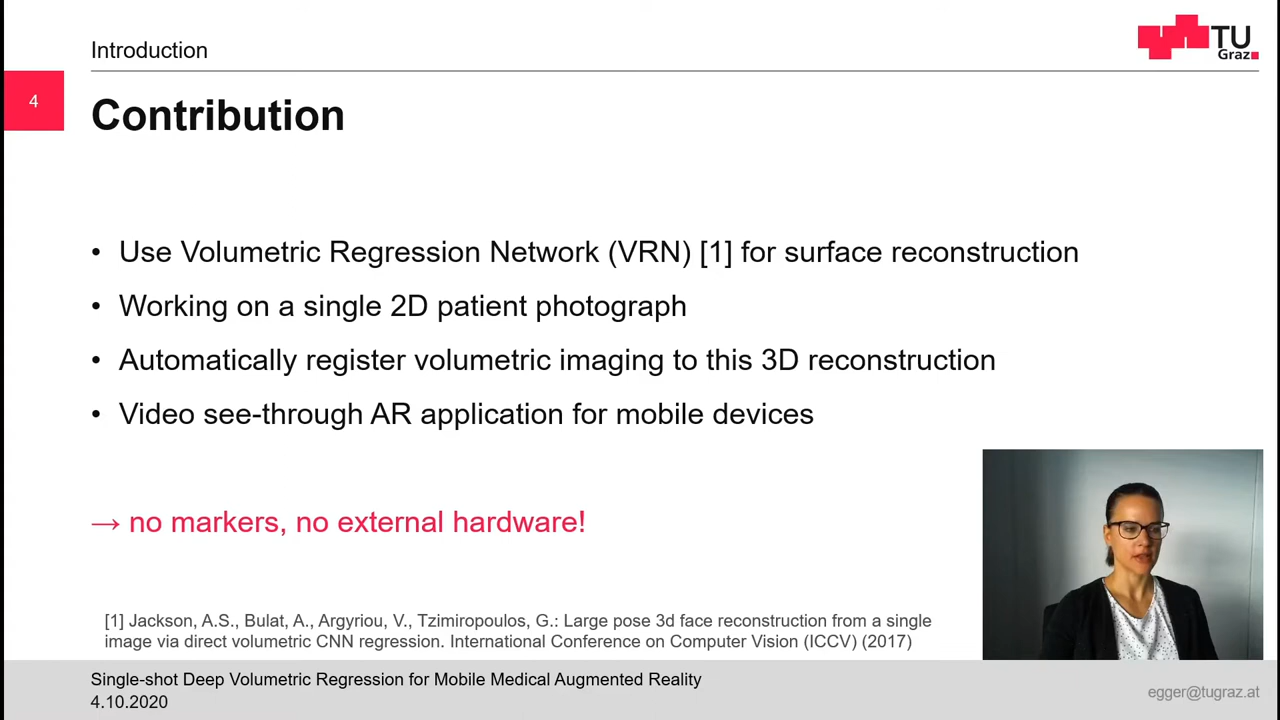 Introduction
TU
Graz
4
Contribution
• Use Volumetric Regression Network (VRN) [1] for surface reconstruction
• Working on a single 2D patient photograph
• Automatically register volumetric imaging to this 3D reconstruction
• Video see-through AR application for mobile devices
→ no markers, no external hardware!
[1] Jackson, A.S., Bulat, A., Argyriou, V., Tzimiropoulos, G.: Large pose 3d face reconstruction from a single
image via direct volumetric CNN regression. International Conference on Computer Vision (ICCV) (2017)
Single-shot Deep Volumetric Regression for Mobile Medical Augmented Reality
4.10.2020
egger@tugraz.at